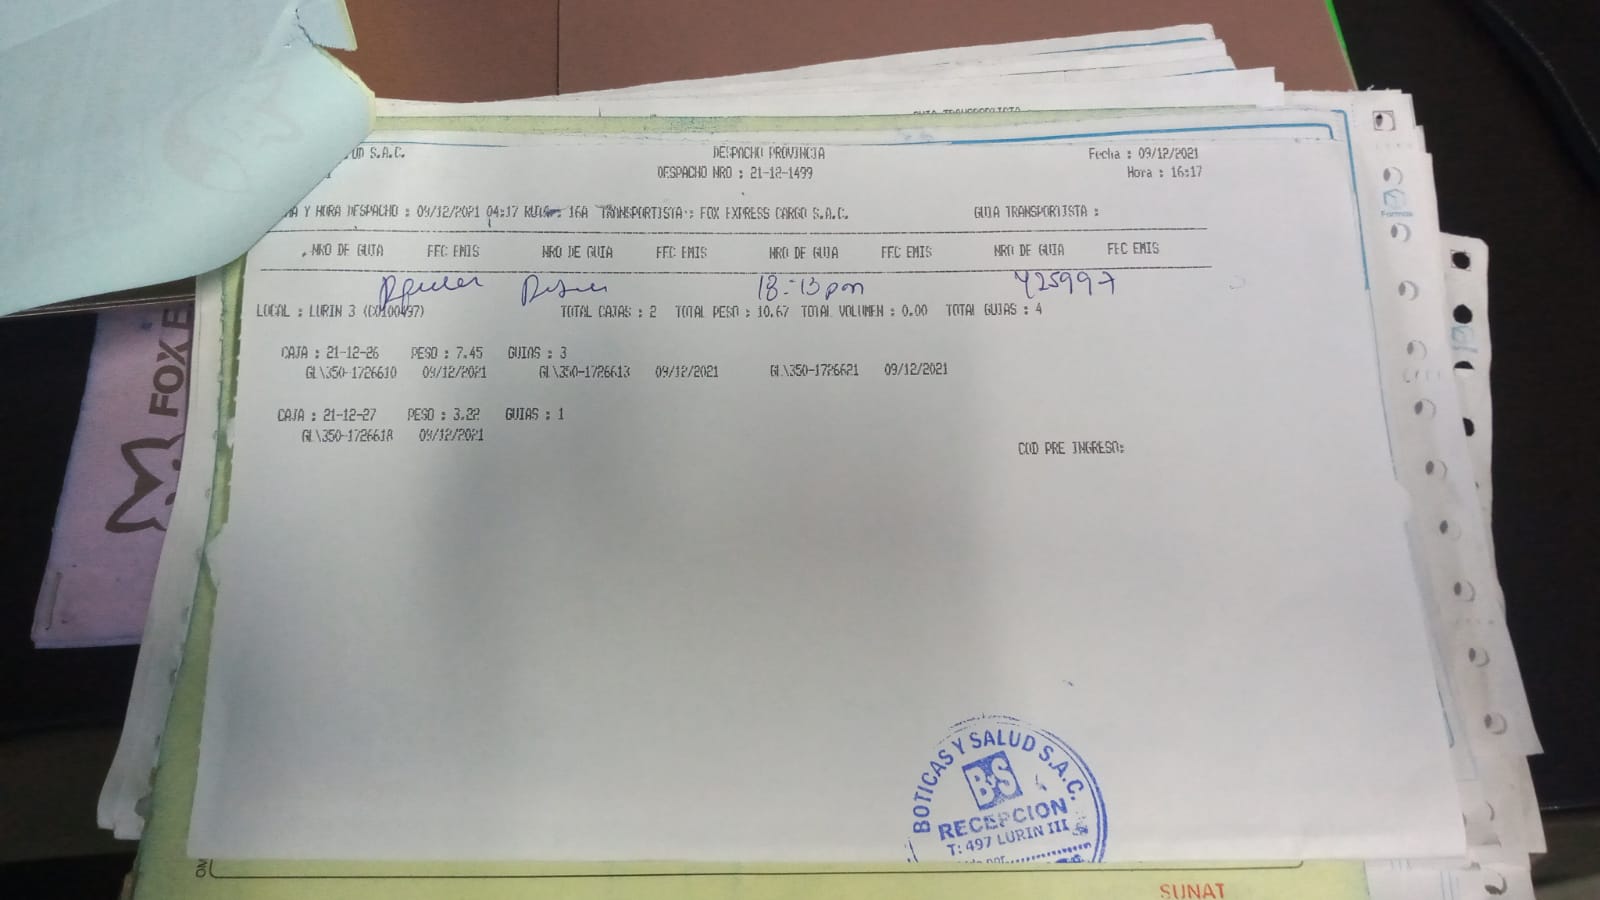 UD S.A.C. DESPACHO PROVINCIA Fecha : 09/12/2021
DESPACHO NRO : 21-12-1499 Hora : 16:17
Y HORA DESPACHO : 09/12/2021 04:17 16A TRANSPORTISTA : FOX EXPRESS CARGO S.A.C. GUIA TRANSPORTISTA :
NRO DE GUIA FEC EMIS NRO DE GUIA FEC EMIS NRO DE GUIA FEC EMIS NRO DE GUIA FEC EMIS
18:13 pm
LOCAL : LURIN 3 (C0100497) TOTAL CAJAS : 2 TOTAL PESO : 10.67 TOTAL VOLUMEN : 0.00 TOTAL GUIAS : 4
CAJA : 21-12-26 PESO : 7.45 GUIAS : 3
GL\350-1726610 09/12/2021 GL\350-1726613 09/12/2021 GL\350-1726621 09/12/2021
CAJA : 21-12-27 PESO : 3.22 GUIAS : 1
GL\350-1726618 09/12/2021
COD PRE INGRESO:
BOTICAS Y SALUD S.A.C.
B·S
RECEPCION
T: 497 LURIN III
SUNAT
FOX E